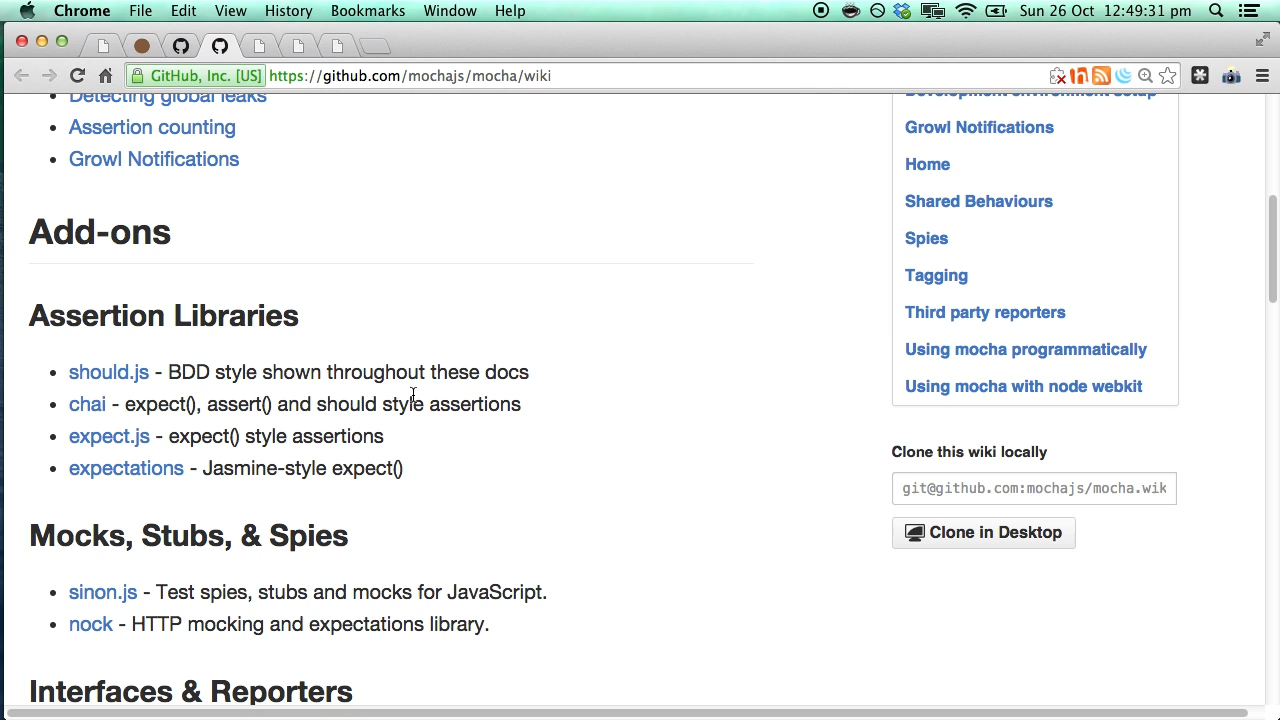 Chrome File Edit View History Bookmarks Window Help Sun 26 Oct 12:49:31 pm
GitHub, Inc. [US] https://github.com/mochajs/mocha/wiki
Detecting global leaks
Assertion counting
Growl Notifications
Add-ons
Assertion Libraries
should.js - BDD style shown throughout these docs
chai - expect(), assert() and should style assertions
expect.js - expect() style assertions
expectations - Jasmine-style expect()
Mocks, Stubs, & Spies
sinon.js - Test spies, stubs and mocks for JavaScript.
nock - HTTP mocking and expectations library.
Interfaces & Reporters
Development environment setup
Growl Notifications
Home
Shared Behaviours
Spies
Tagging
Third party reporters
Using mocha programmatically
Using mocha with node webkit
Clone this wiki locally
git@github.com:mochajs/mocha.wik
Clone in Desktop